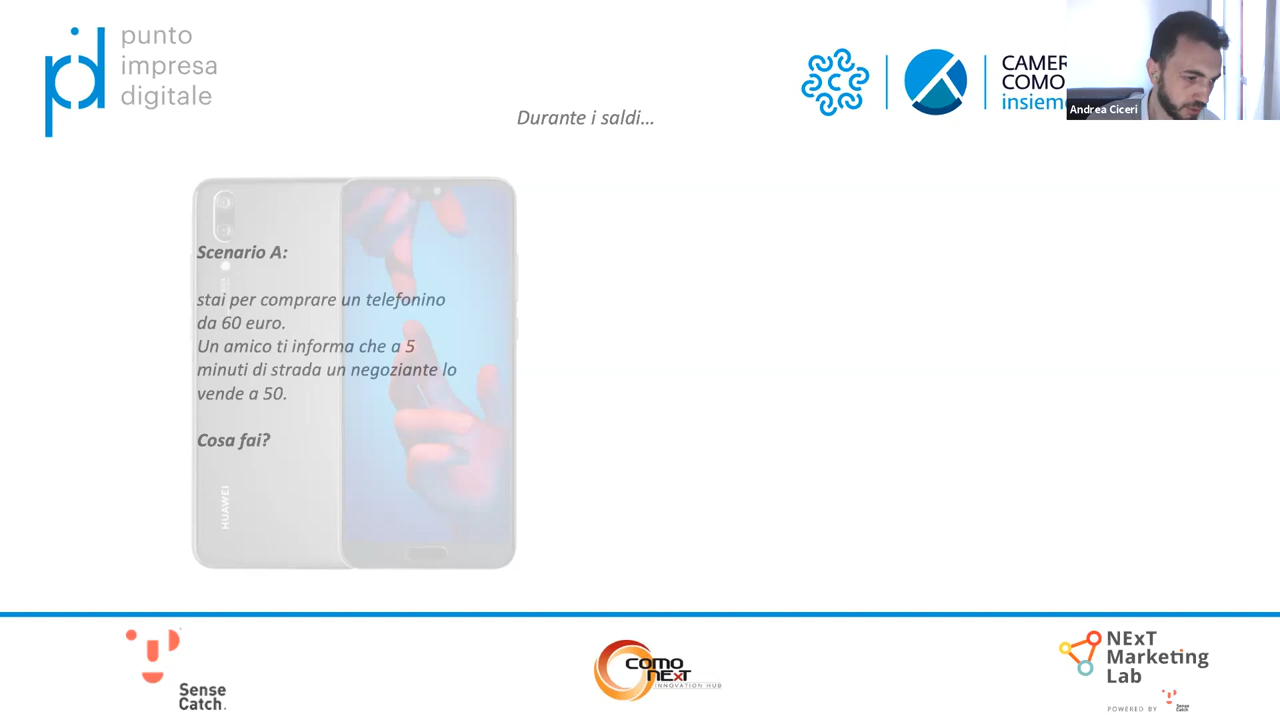 punto
impresa
digitale
CAMER
COMO
insiem
Andrea Ciceri
Durante i saldi...
Scenario A:
stai per comprare un telefonino
da 60 euro.
Un amico ti informa che a 5
minuti di strada un negoziante lo
vende a 50.
Cosa fai?
HUAWEI
Sense
Catch.
COMO
NExT
INNOVATION HUB
NExT
Marketing
Lab
POWERED BY
Sense
Catch